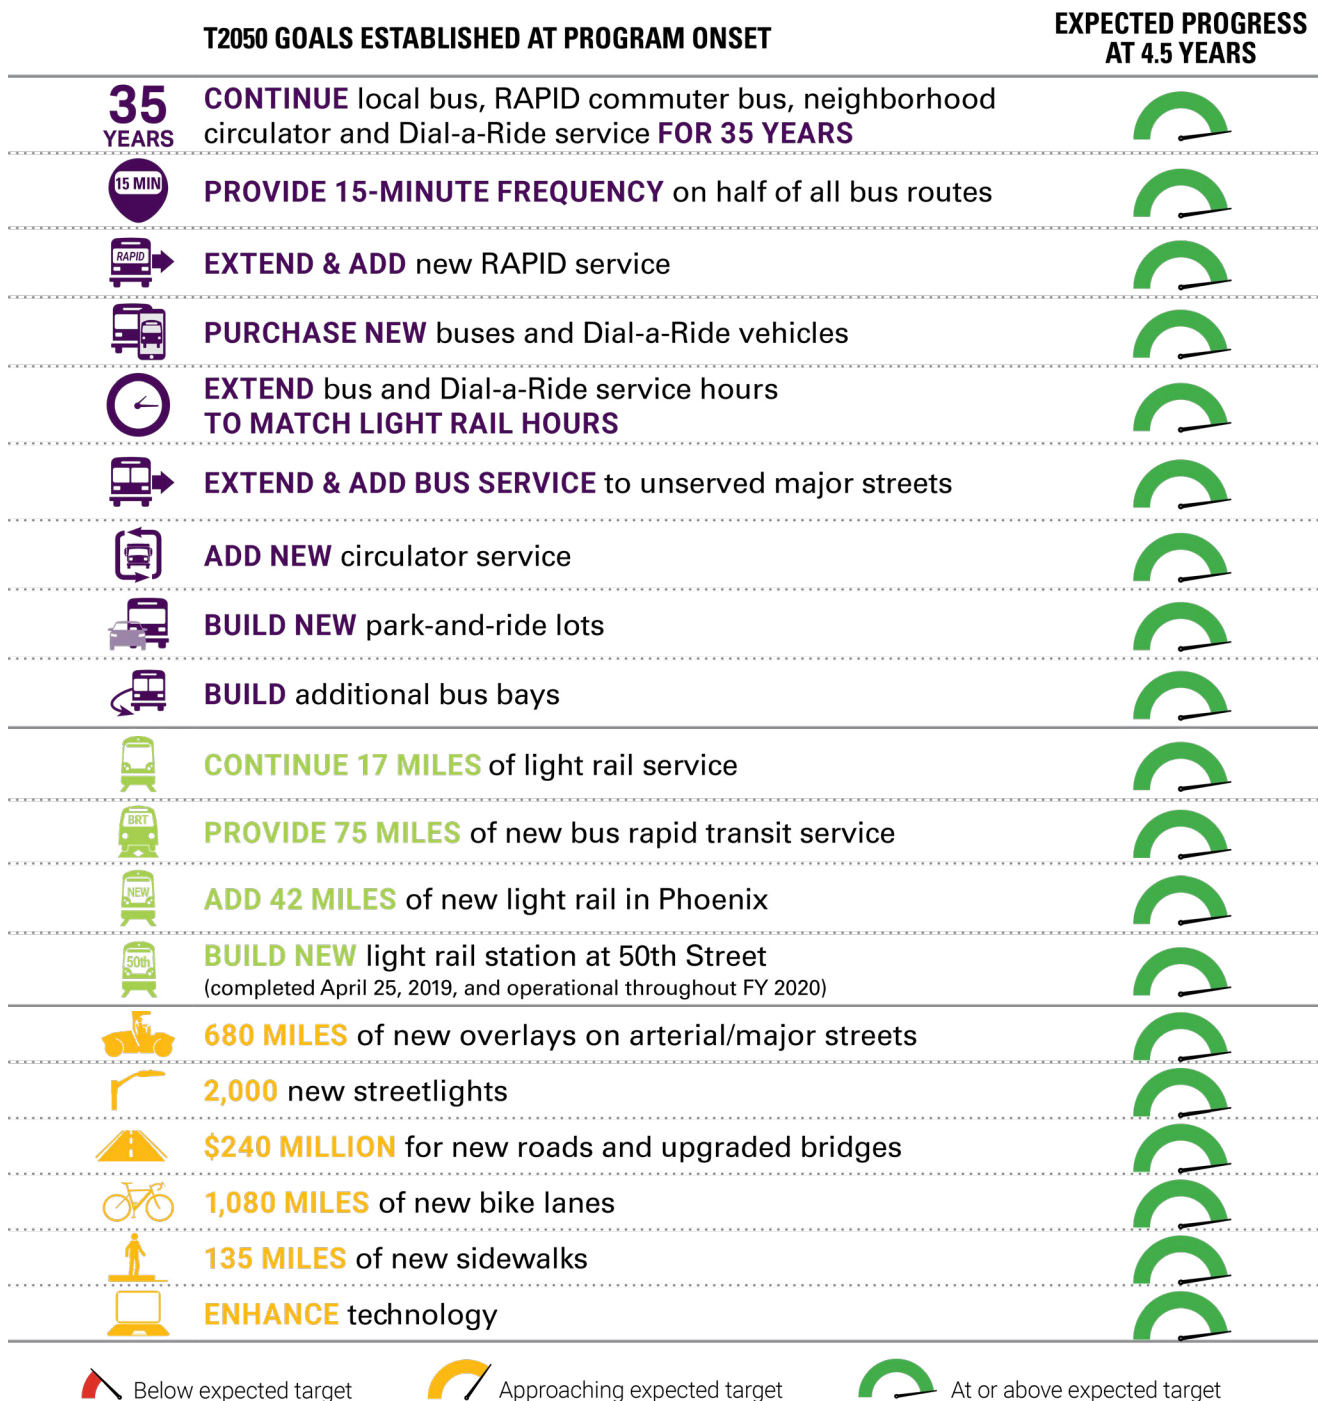 T2050 GOALS ESTABLISHED AT PROGRAM ONSET
EXPECTED PROGRESS
AT 4.5 YEARS
35
YEARS
CONTINUE local bus, RAPID commuter bus, neighborhood
circulator and Dial-a-Ride service FOR 35 YEARS
15 MIN
PROVIDE 15-MINUTE FREQUENCY on half of all bus routes
RAPID
EXTEND & ADD new RAPID service
PURCHASE NEW buses and Dial-a-Ride vehicles
EXTEND bus and Dial-a-Ride service hours
TO MATCH LIGHT RAIL HOURS
EXTEND & ADD BUS SERVICE to unserved major streets
ADD NEW circulator service
BUILD NEW park-and-ride lots
BUILD additional bus bays
CONTINUE 17 MILES of light rail service
BRT
PROVIDE 75 MILES of new bus rapid transit service
NEW
ADD 42 MILES of new light rail in Phoenix
50th
BUILD NEW light rail station at 50th Street
(completed April 25, 2019, and operational throughout FY 2020)
680 MILES of new overlays on arterial/major streets
2,000 new streetlights
$240 MILLION for new roads and upgraded bridges
1,080 MILES of new bike lanes
135 MILES of new sidewalks
ENHANCE technology
Below expected target
Approaching expected target
At or above expected target